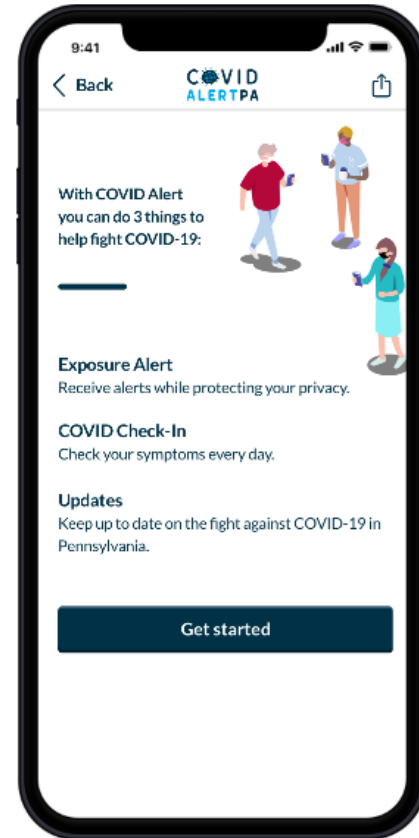 9:41
Back
COVID
ALERTPA
With COVID Alert
you can do 3 things to
help fight COVID-19:
Exposure Alert
Receive alerts while protecting your privacy.
COVID Check-In
Check your symptoms every day.
Updates
Keep up to date on the fight against COVID-19 in
Pennsylvania.
Get started